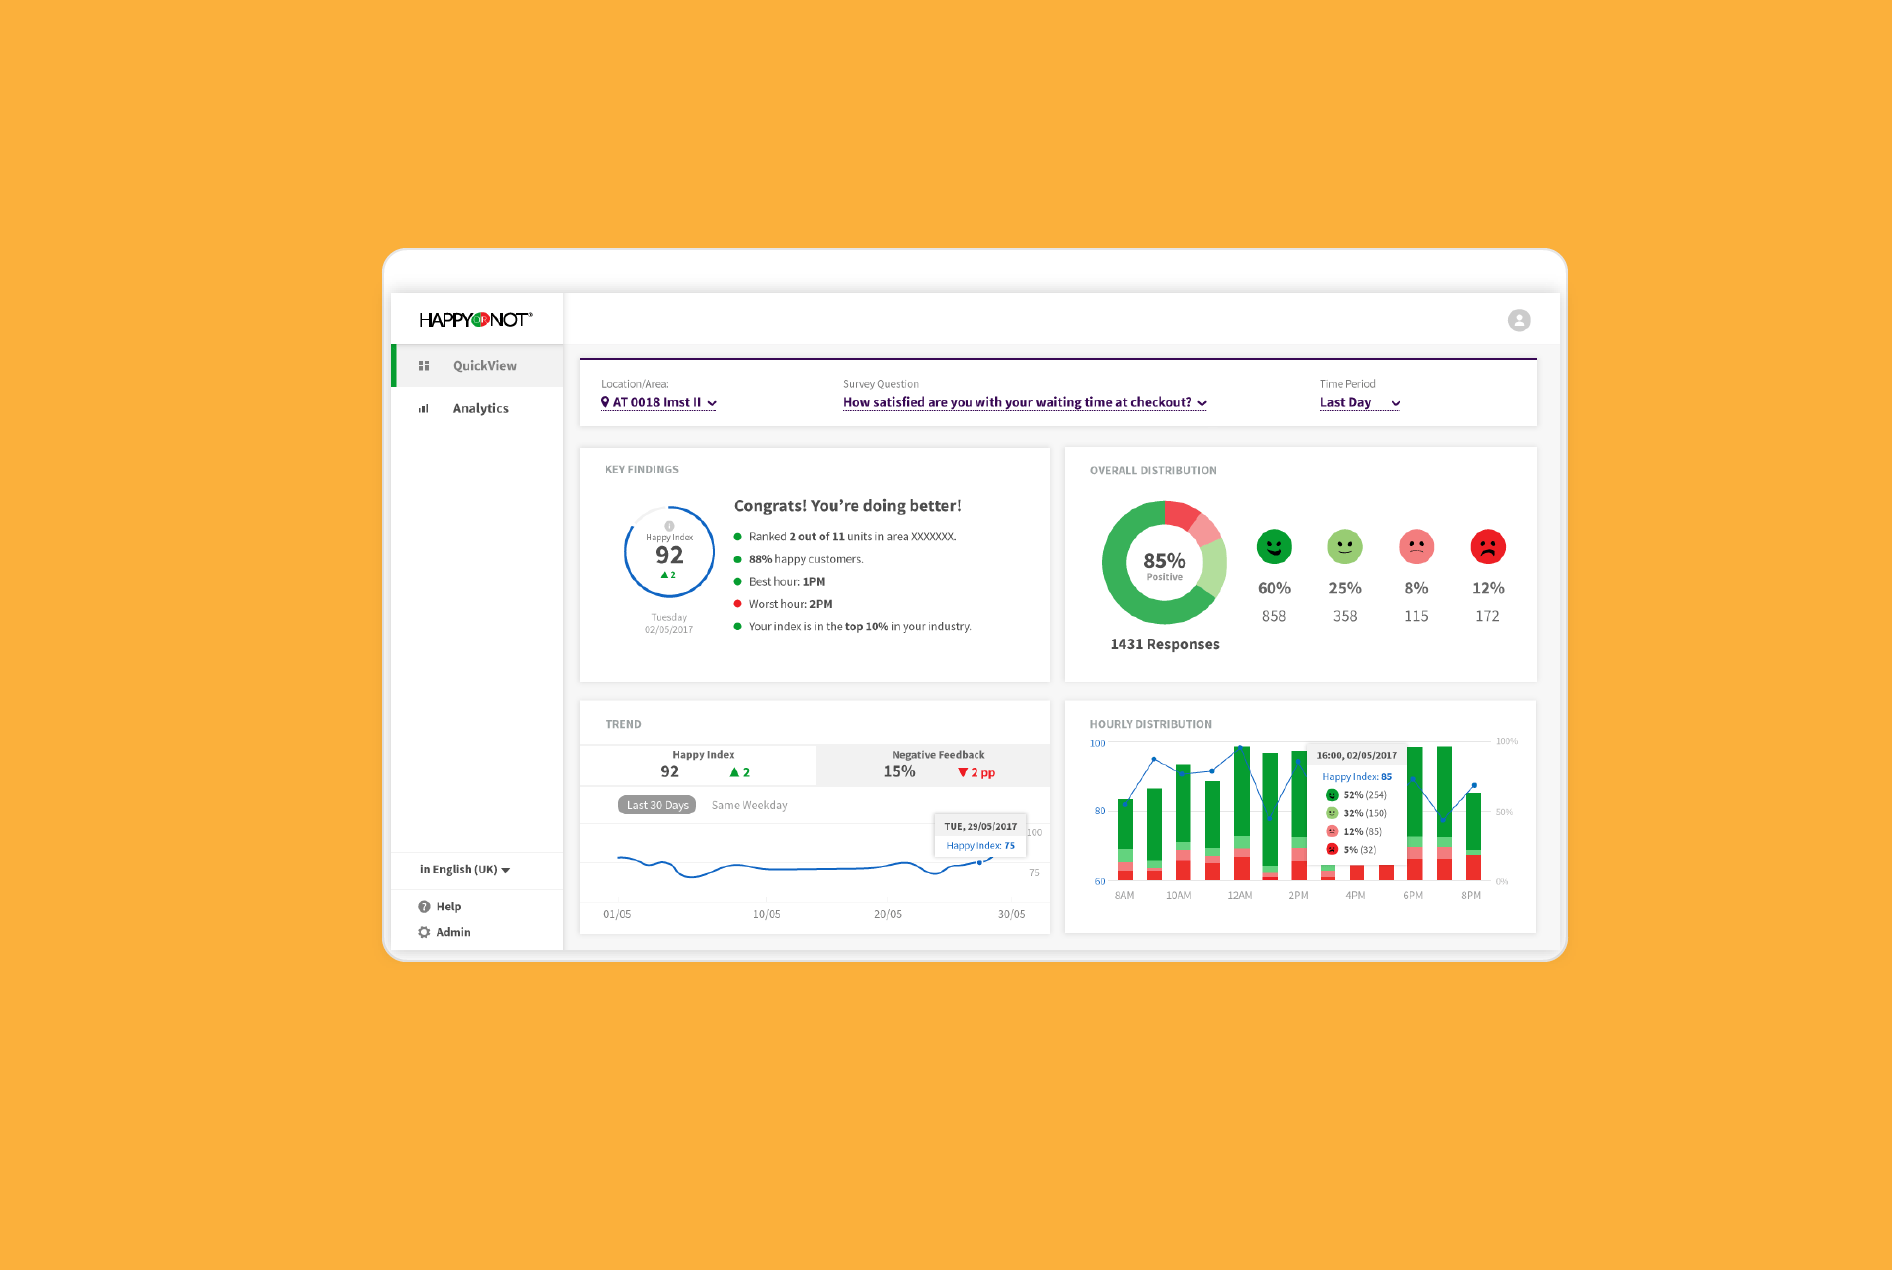 HAPPY OR NOT®
QuickView
Analytics
in English (UK)
Help
Admin
Location/Area:
AT 0018 Imst II
Survey Question
How satisfied are you with your waiting time at checkout?
Time Period
Last Day
KEY FINDINGS
i
Happy Index
92
2
Tuesday
02/05/2017
Congrats! You’re doing better!
Ranked 2 out of 11 units in area XXXXXXX.
88% happy customers.
Best hour: 1PM
Worst hour: 2PM
Your index is in the top 10% in your industry.
OVERALL DISTRIBUTION
85%
Positive
1431 Responses
60% 25% 8% 12%
858 358 115 172
TREND
Happy Index
92 2
Negative Feedback
15% 2 pp
Last 30 Days Same Weekday
TUE, 29/05/2017
Happy Index: 75
100
75
01/05 10/05 20/05 30/05
HOURLY DISTRIBUTION
100
80
60
100%
50%
0%
16:00, 02/05/2017
Happy Index: 85
52% (254)
32% (150)
12% (85)
5% (32)
8AM 10AM 12AM 2PM 4PM 6PM 8PM